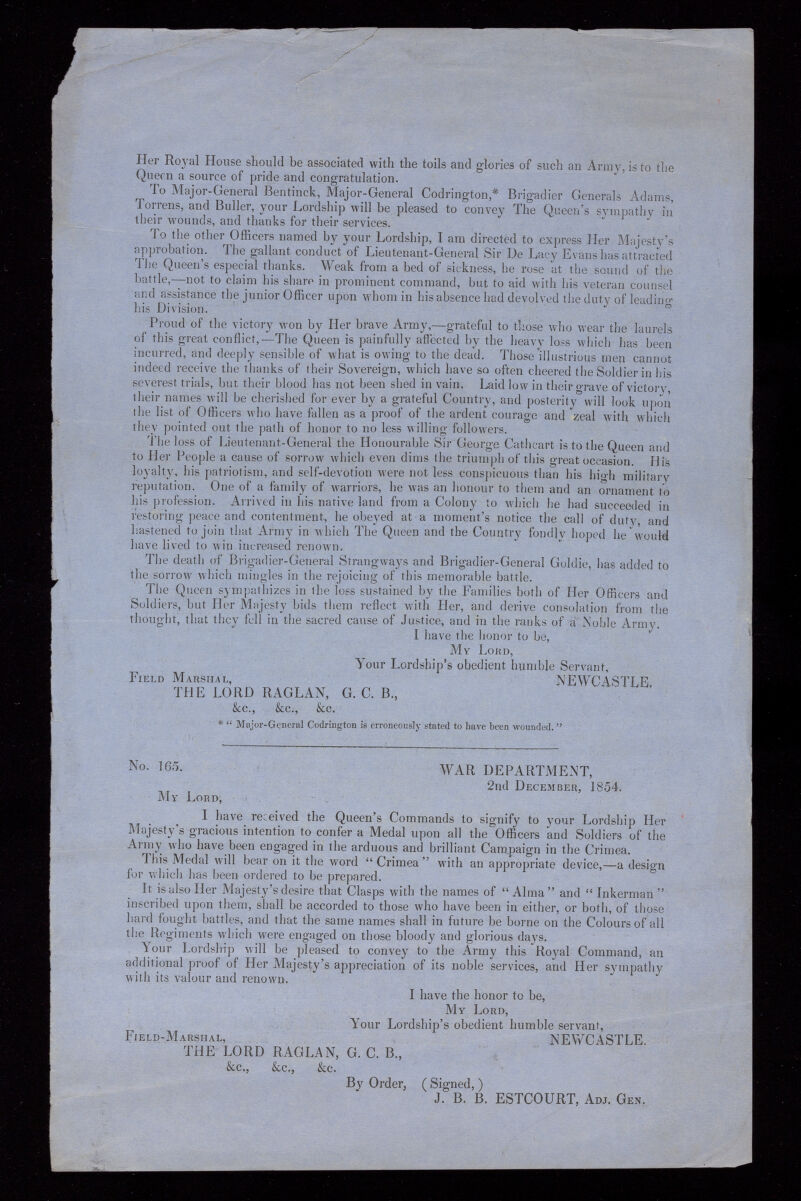 Her Royal House should be associated with the toils and glories of such an Army, is to the
Queen a source of pride and congratulation.
To Major-General Bentinck, Major-General Codrington,* Brigadier Generals Adams,
Torrens, and Buller, your Lordship will be pleased to convey The Queen's sympathy in
their wounds, and thanks for their services.
To the other Officers named by your Lordship, I am directed to express Her Majesty's
approbation. The gallant conduct of Lieutenant-General Sir De Lacy Evans has attracted
The Queen's especial thanks. Weak from a bed of sickness, he rose at the sound of the
battle,—not to claim his share in prominent command, but to aid with his veteran counsel
and assistance the junior Officer upon whom in his absence had devolved the duty of leading
his Division.
Proud of the victory won by Her brave Army,—grateful to those who wear the laurels
of this great conflict,—The Queen is painfully affected by the heavy loss which has been
incurred, and deeply sensible of what is owing to the dead. Those illustrious men cannot
indeed receive the thanks of their Sovereign, which have so often cheered the Soldier in his
severest trials, but their blood has not been shed in vain. Laid low in their grave of victory,
their names will be cherished for ever by a grateful Country, and posterity will look upon
the list of Officers who have fallen as a proof of the ardent courage and zeal with which
they pointed out the path of honor to no less willing followers.
The loss of Lieutenant-General the Honourable Sir George Cathcart is to the Queen and
to Her People a cause of sorrow which even dims the triumph of this great occasion. His
loyalty, his patriotism, and self-devotion were not less conspicuous than his high military
reputation. One of a family of warriors, he was an honour to them and an ornament to
his profession. Arrived in his native land from a Colony to which he had succeeded in
restoring peace and contentment, he obeyed at a moment's notice the call of duty, and
hastened to join that Army in which The Queen and the Country fondly hoped he would
have lived to win increased renown.
The death of Brigadier-General Strangways and Brigadier-General Goldie, has added to
the sorrow which mingles in the rejoicing of this memorable battle.
The Queen sympathizes in the loss sustained by the Families both of Her Officers and
Soldiers, but Her Majesty bids them reflect with Her, and derive consolation from the
thought, that they fell in the sacred cause of Justice, and in the ranks of a Noble Army.
I have the honor to be,
My Lord,
Your Lordship's obedient humble Servant,
Field Marshal, NEWCASTLE.
THE LORD RAGLAN, G. C. B.,
&c., &c., &c.
* " Major-General Codrington is erroneously stated to have been wounded. "
No. 165. WAR DEPARTMENT,
2nd December, 1854.
My Lord,
I have received the Queen's Commands to signify to your Lordship Her
Majesty's gracious intention to confer a Medal upon all the Officers and Soldiers of the
Army who have been engaged in the arduous and brilliant Campaign in the Crimea.
This Medal will bear on it the word " Crimea " with an appropriate device,—a design
for which has been ordered to be prepared.
It is also Her Majesty's desire that Clasps with the names of " Alma " and " Inkerman "
inscribed upon them, shall be accorded to those who have been in either, or both, of those
hard fought battles, and that the same names shall in future be borne on the Colours of all
the Regiments which were engaged on those bloody and glorious days.
Your Lordship will be pleased to convey to the Army this Royal Command, an
additional proof of Her Majesty's appreciation of its noble services, and Her sympathy
with its valour and renown.
I have the honor to be,
My Lord,
Your Lordship's obedient humble servant,
Field-Marshal, NEWCASTLE.
THE LORD RAGLAN, G. C. B.,
&c., &c., &c.
By Order, ( Signed, )
J. B. B. ESTCOURT, Adj. Gen.